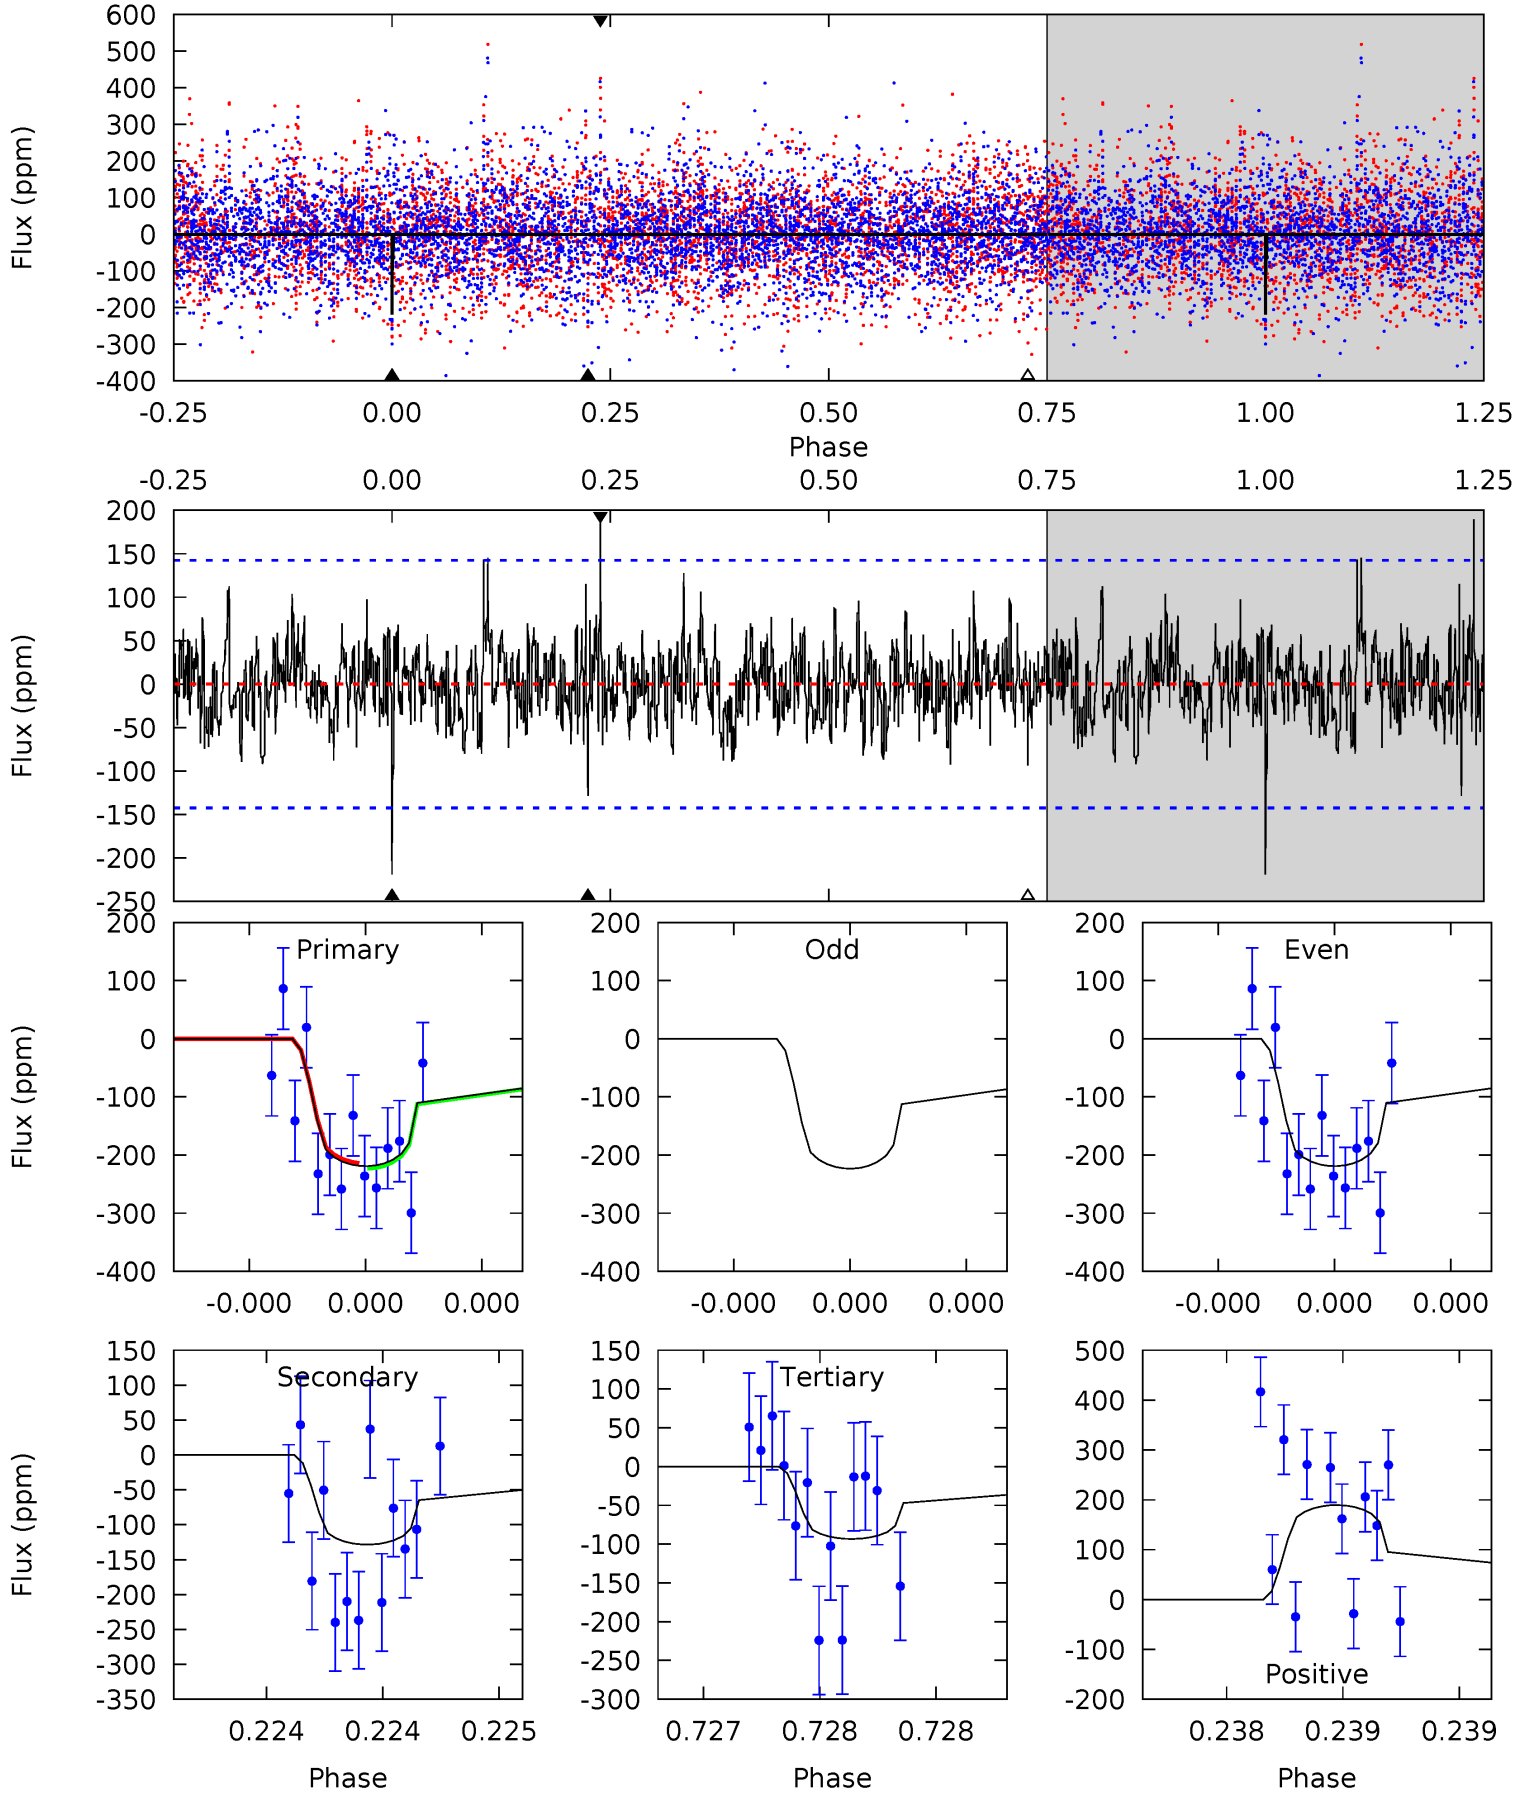 600
500
400
300
200
100
0
-100
-200
-300
-400
Flux (ppm)
-0.25 0.00 0.25 0.50 0.75 1.00 1.25
Phase
-0.25 0.00 0.25 0.50 0.75 1.00 1.25
200
150
100
50
0
-50
-100
-150
-200
-250
Flux (ppm)
Primary Odd Even
200 200 200
100 100 100
0 0 0
-100 -100 -100
-200 -200 -200
-300 -300 -300
-400 -400 -400
Flux (ppm)
-0.000 0.000 0.000 -0.000 0.000 0.000 -0.000 0.000 0.000
Secondary Tertiary Positive
150
100
50
0
-50
-100
-150
-200
-250
-300
-350
Flux (ppm)
150
100
50
0
-50
-100
-150
-200
-250
-300
500
400
300
200
100
0
-100
-200
0.224 0.224 0.225 0.727 0.728 0.728 0.238 0.239 0.239
Phase Phase Phase